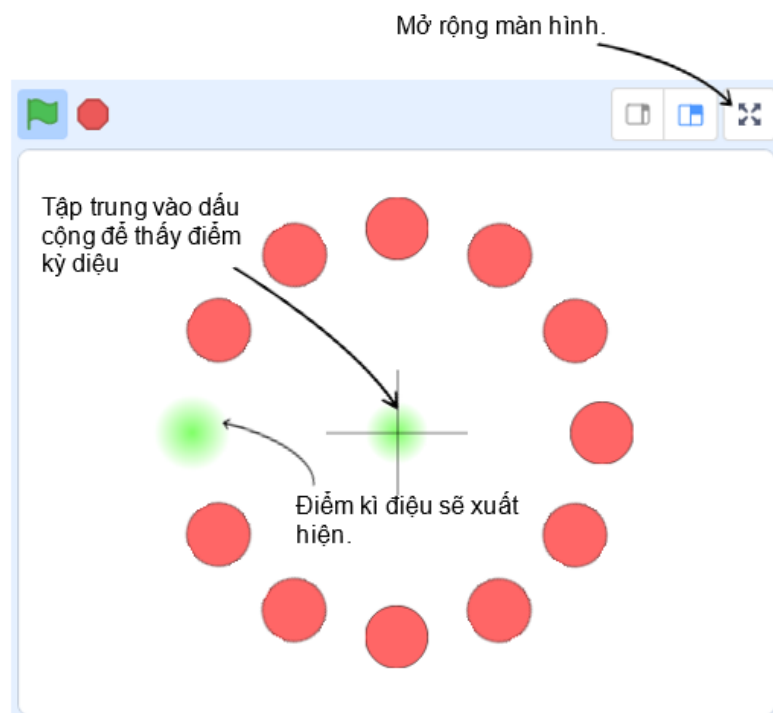 Mở rộng màn hình.
Tập trung vào dấu
cộng để thấy điểm
kỳ diệu
Điểm kì điệu sẽ xuất
hiện.